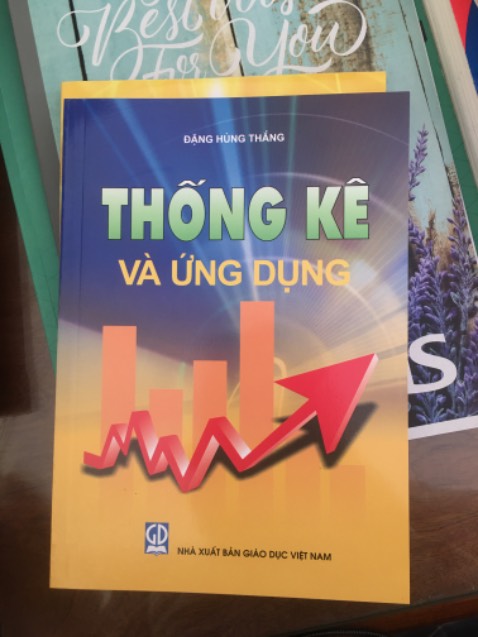 Best
For You
ĐẶNG HÙNG THẮNG
THỐNG KÊ
VÀ ỨNG DỤNG
GD
NHÀ XUẤT BẢN GIÁO DỤC VIỆT NAM
S